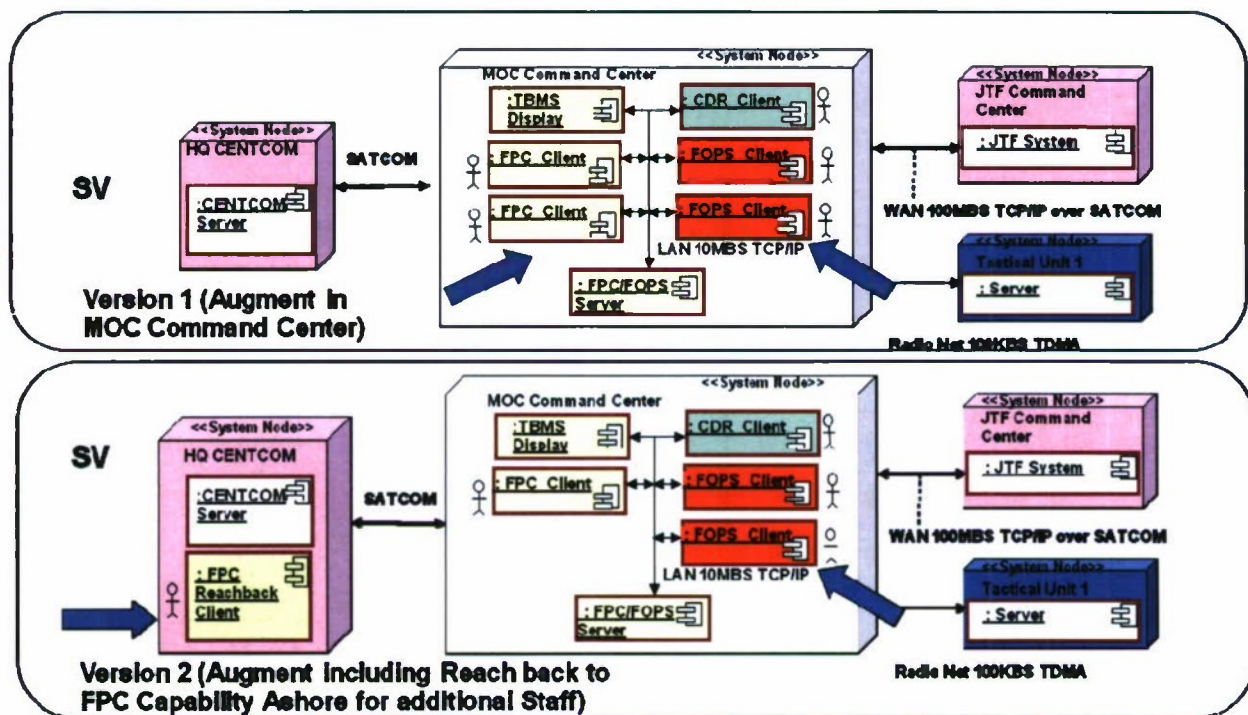 SV
<<System Node>>
HQ CENTCOM
:CENTCOM
Server
SATCOM
<<System Node>>
MOC Command Center
:TBMS
Display
: CDR Client
: FPC Client
: FOPS Client
: FPC Client
: FOPS Client
LAN 10MBS TCP/IP
: FPC/FOPS
Server
<<System Node>>
JTF Command
Center
: JTF System
WAN 100MBS TCP/IP over SATCOM
<<System Node>>
Tactical Unit 1
: Server
Radio Net 100KBS TDMA
Version 1 (Augment in
MOC Command Center)
SV
<<System Node>>
HQ CENTCOM
:CENTCOM
Server
: FPC
Reachback
Client
SATCOM
<<System Node>>
MOC Command Center
:TBMS
Display
: CDR Client
: FPC Client
: FOPS Client
: FOPS Client
LAN 10MBS TCP/IP
: FPC/FOPS
Server
<<System Node>>
JTF Command
Center
: JTF System
WAN 100MBS TCP/IP over SATCOM
<<System Node>>
Tactical Unit 1
: Server
Radio Net 100KBS TDMA
Version 2 (Augment including Reach back to
FPC Capability Ashore for additional Staff)